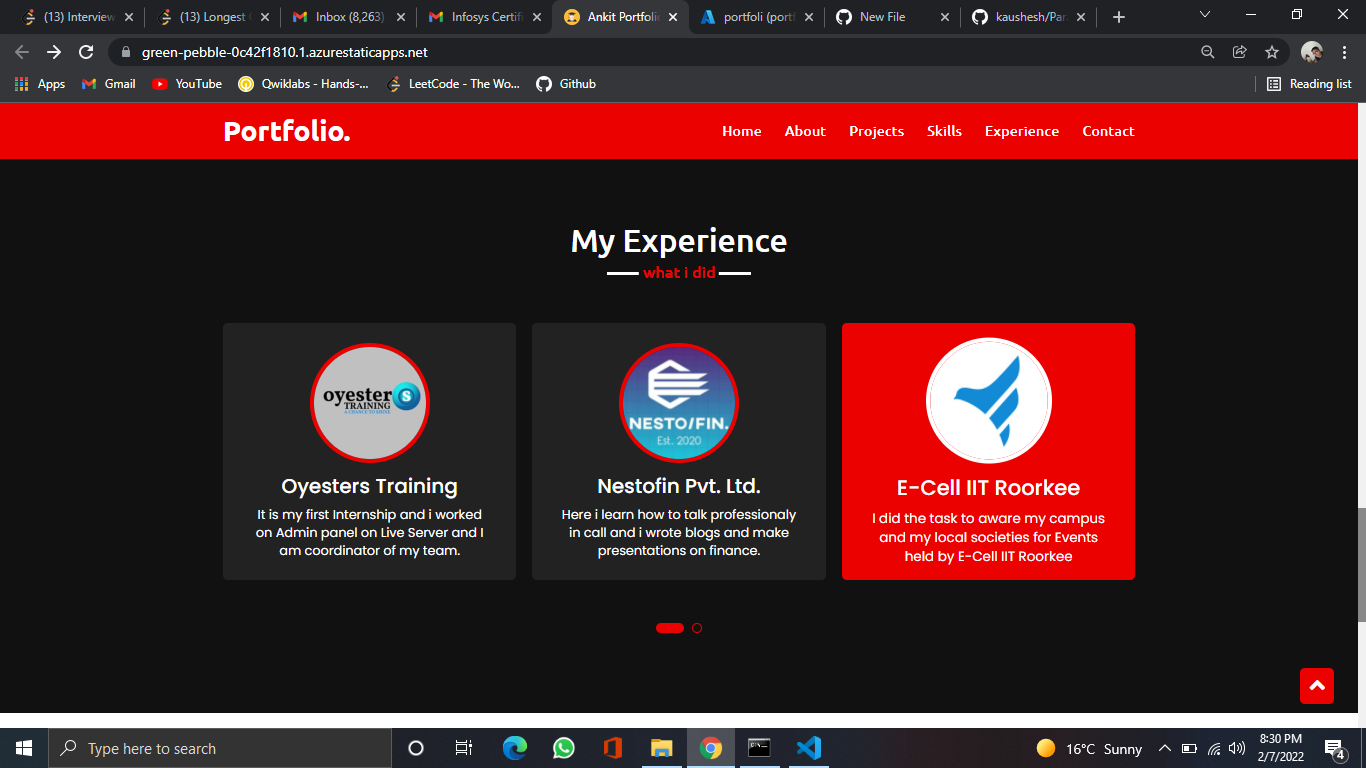 (13) Interview
(13) Longest
Inbox (8,263)
Infosys Certifi
Ankit Portfolio
portfoli (portf
New File
kaushesh/Par
green-pebble-0c42f1810.1.azurestaticapps.net
Apps
Gmail
YouTube
Qwiklabs - Hands-...
LeetCode - The Wo...
Github
Reading list
Portfolio.
Home
About
Projects
Skills
Experience
Contact
My Experience
what i did
oyester s
TRAINING
A CHANCE TO SHINE
Oyesters Training
It is my first Internship and i worked
on Admin panel on Live Server and I
am coordinator of my team.
NESTO/FIN.
Est. 2020
Nestofin Pvt. Ltd.
Here i learn how to talk professionaly
in call and i wrote blogs and make
presentations on finance.
E-Cell IIT Roorkee
I did the task to aware my campus
and my local societies for Events
held by E-Cell IIT Roorkee
Type here to search
16°C Sunny
8:30 PM
2/7/2022
4